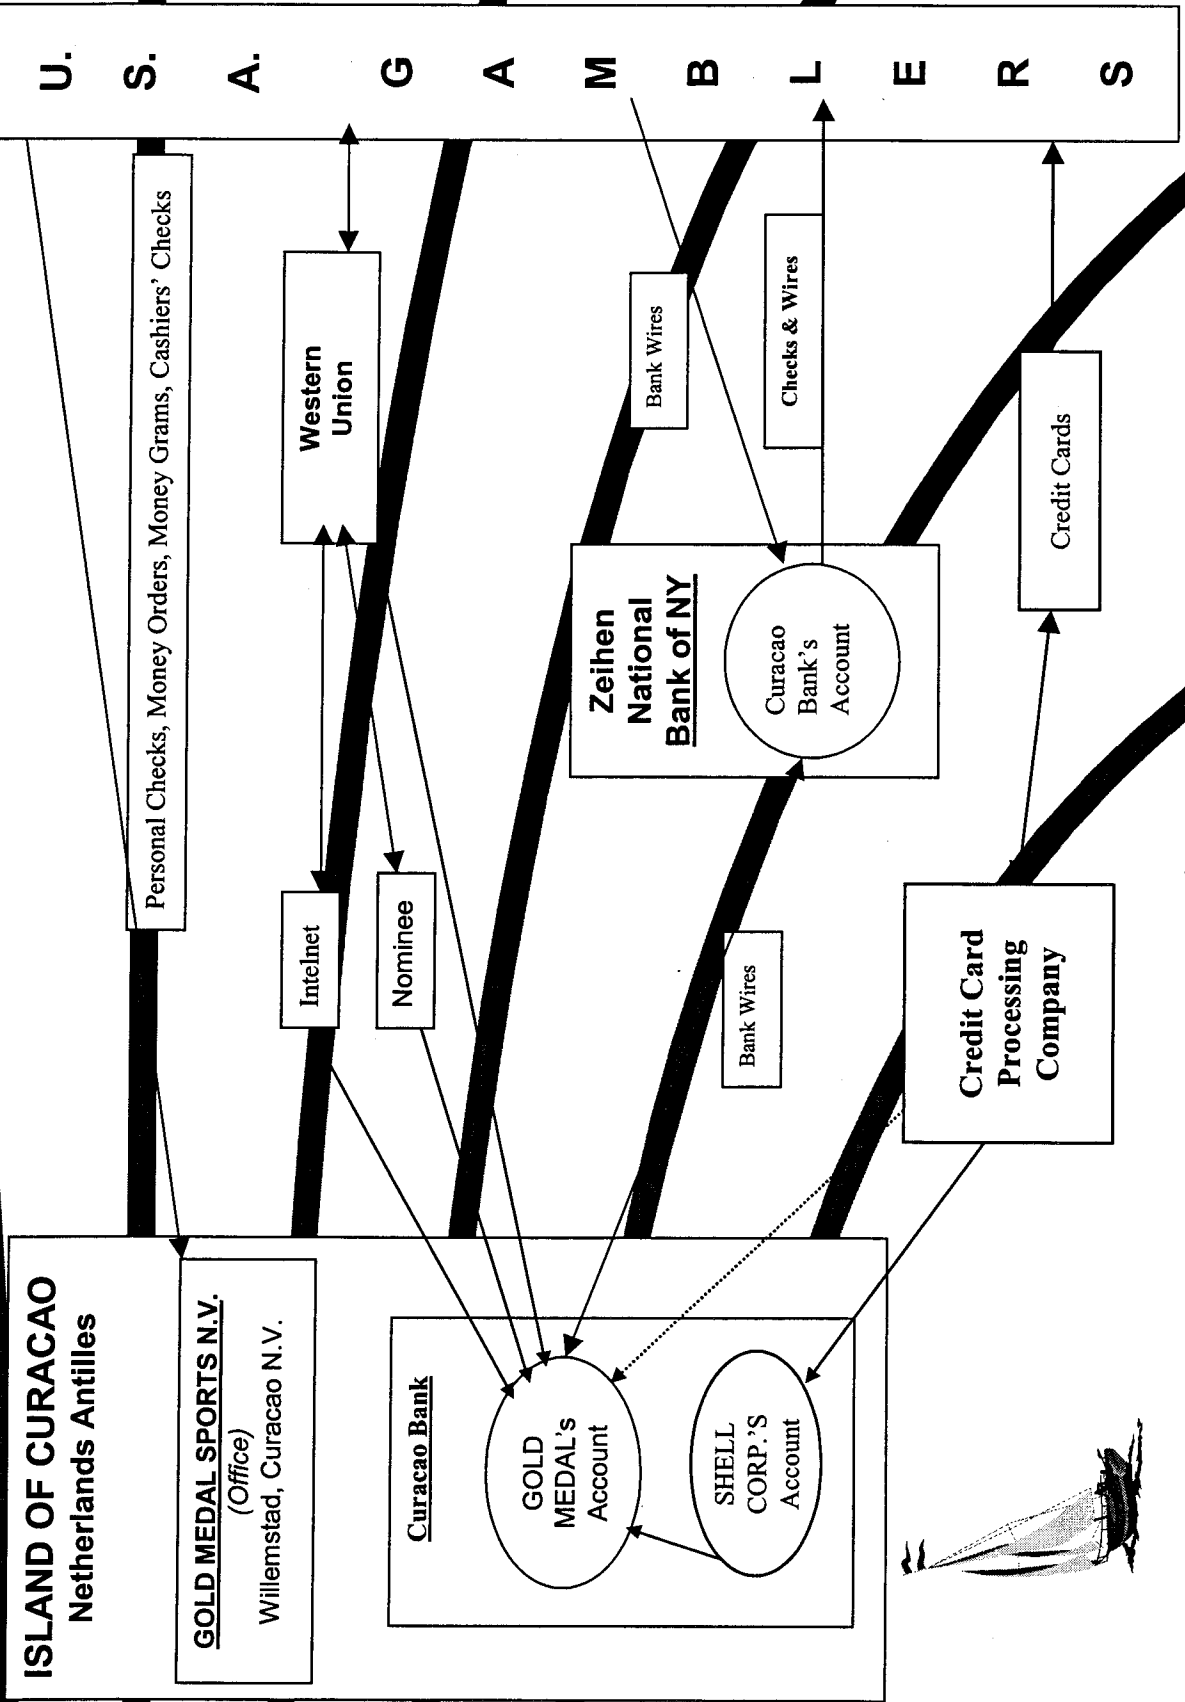 U. S. A. G A M B L E R S
ISLAND OF CURACAO
Netherlands Antilles
GOLD MEDAL SPORTS N.V.
(Office)
Willemstad, Curacao N.V.
Curacao Bank
GOLD
MEDAL's
Account
SHELL
CORP.'S
Account
Personal Checks, Money Orders, Money Grams, Cashiers' Checks
Intelnet
Nominee
Western
Union
Bank Wires
Zeihen
National
Bank of NY
Curacao
Bank's
Account
Bank Wires
Checks & Wires
Credit Card
Processing
Company
Credit Cards